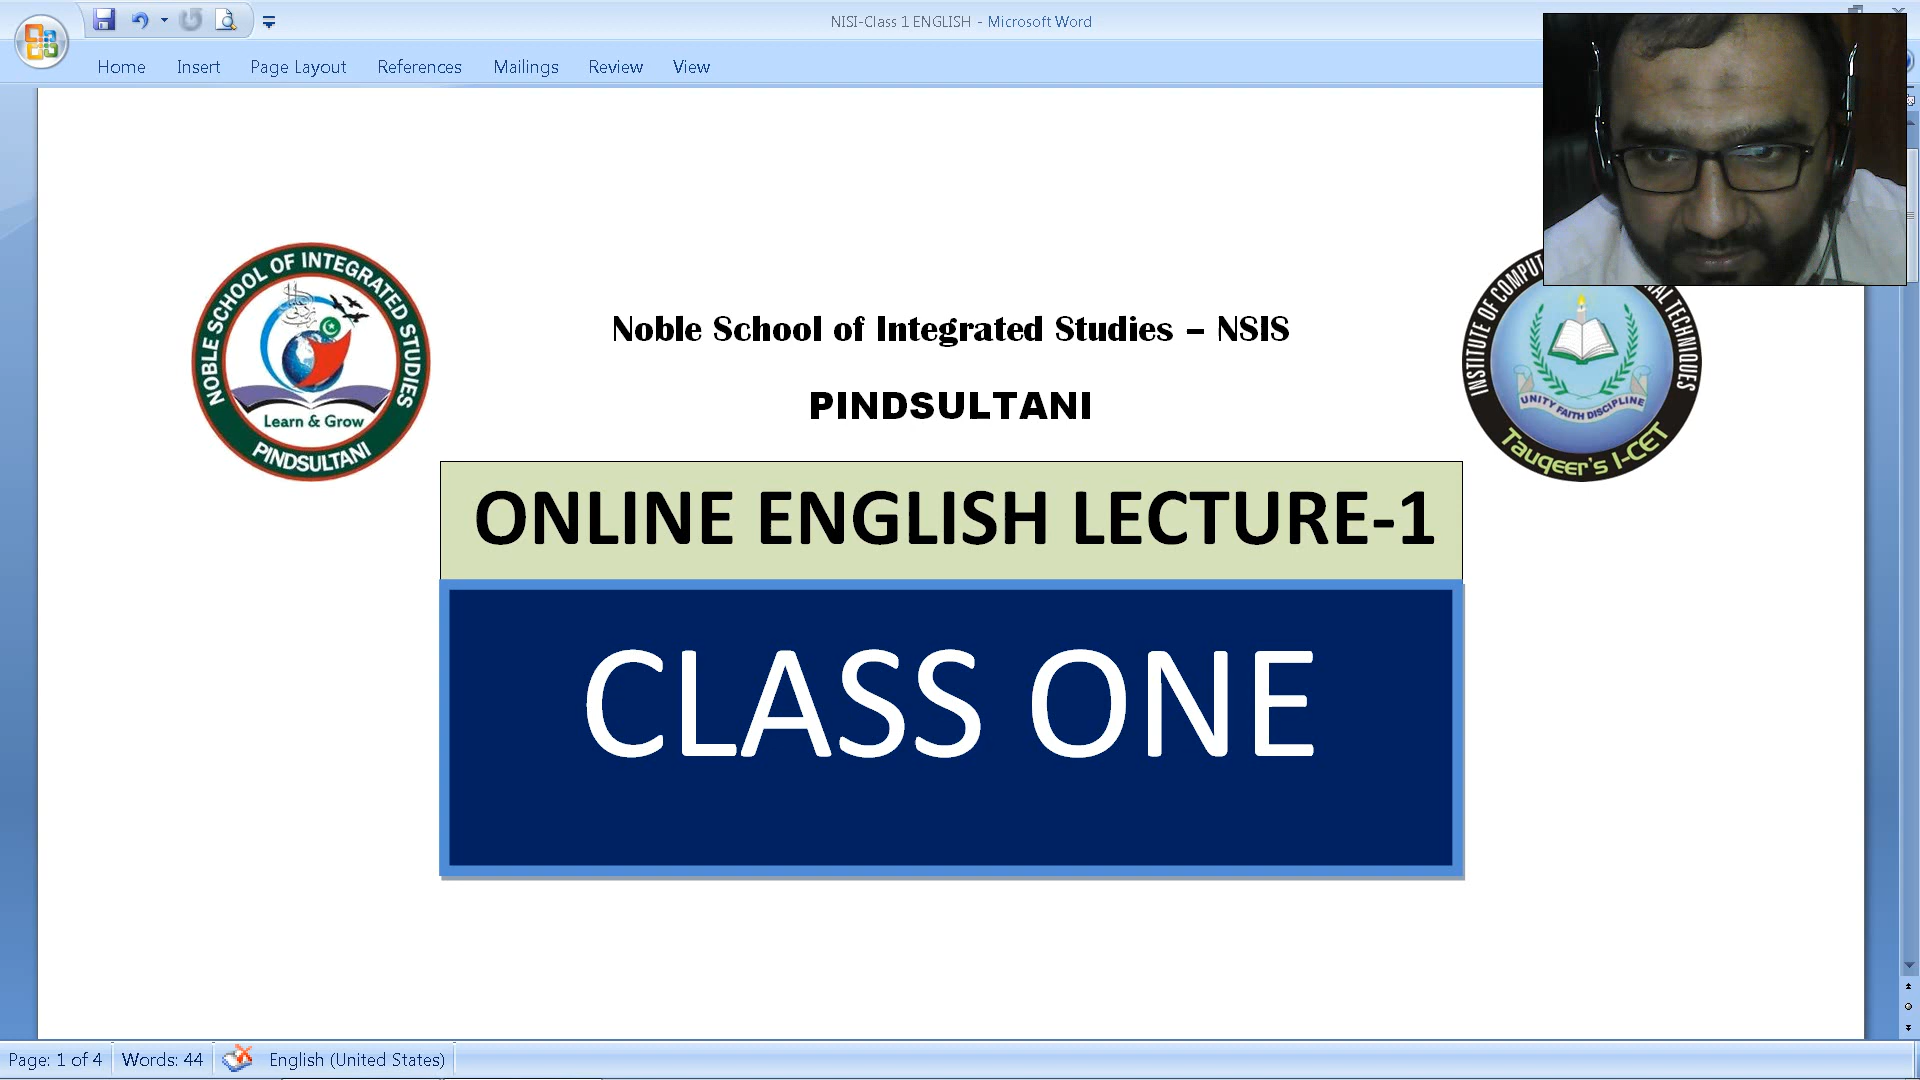 NISI-Class 1 ENGLISH - Microsoft Word
Home Insert Page Layout References Mailings Review View
NOBLE SCHOOL OF INTEGRATED STUDIES
Learn & Grow
PINDSULTANI
Noble School of Integrated Studies – NSIS
PINDSULTANI
INSTITUTE OF COMPUT
NAL TECHNIQUES
UNITY FAITH DISCIPLINE
Tauqeer's I-CET
ONLINE ENGLISH LECTURE-1
CLASS ONE
Page: 1 of 4 Words: 44 English (United States)